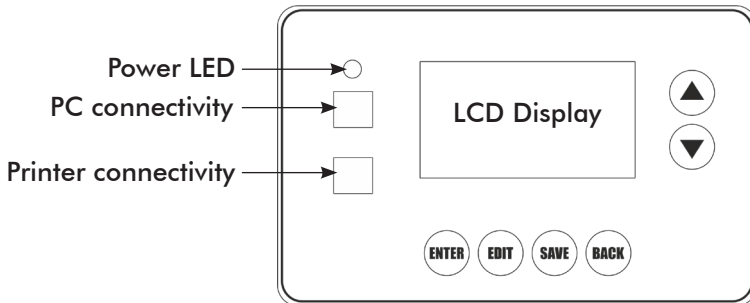 Power LED
PC connectivity
Printer connectivity
LCD Display
ENTER EDIT SAVE BACK